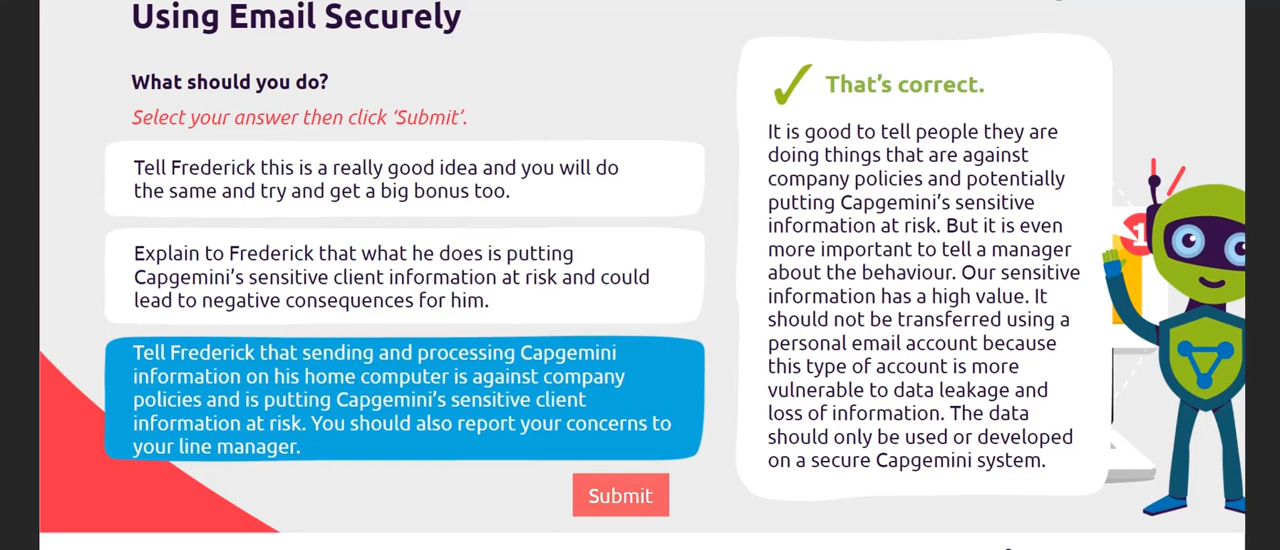 Using Email Securely
What should you do?
Select your answer then click ‘Submit’.
Tell Frederick this is a really good idea and you will do
the same and try and get a big bonus too.
Explain to Frederick that what he does is putting
Capgemini’s sensitive client information at risk and could
lead to negative consequences for him.
Tell Frederick that sending and processing Capgemini
information on his home computer is against company
policies and is putting Capgemini’s sensitive client
information at risk. You should also report your concerns to
your line manager.
Submit
That’s correct.
It is good to tell people they are
doing things that are against
company policies and potentially
putting Capgemini’s sensitive
information at risk. But it is even
more important to tell a manager
about the behaviour. Our sensitive
information has a high value. It
should not be transferred using a
personal email account because
this type of account is more
vulnerable to data leakage and
loss of information. The data
should only be used or developed
on a secure Capgemini system.
1